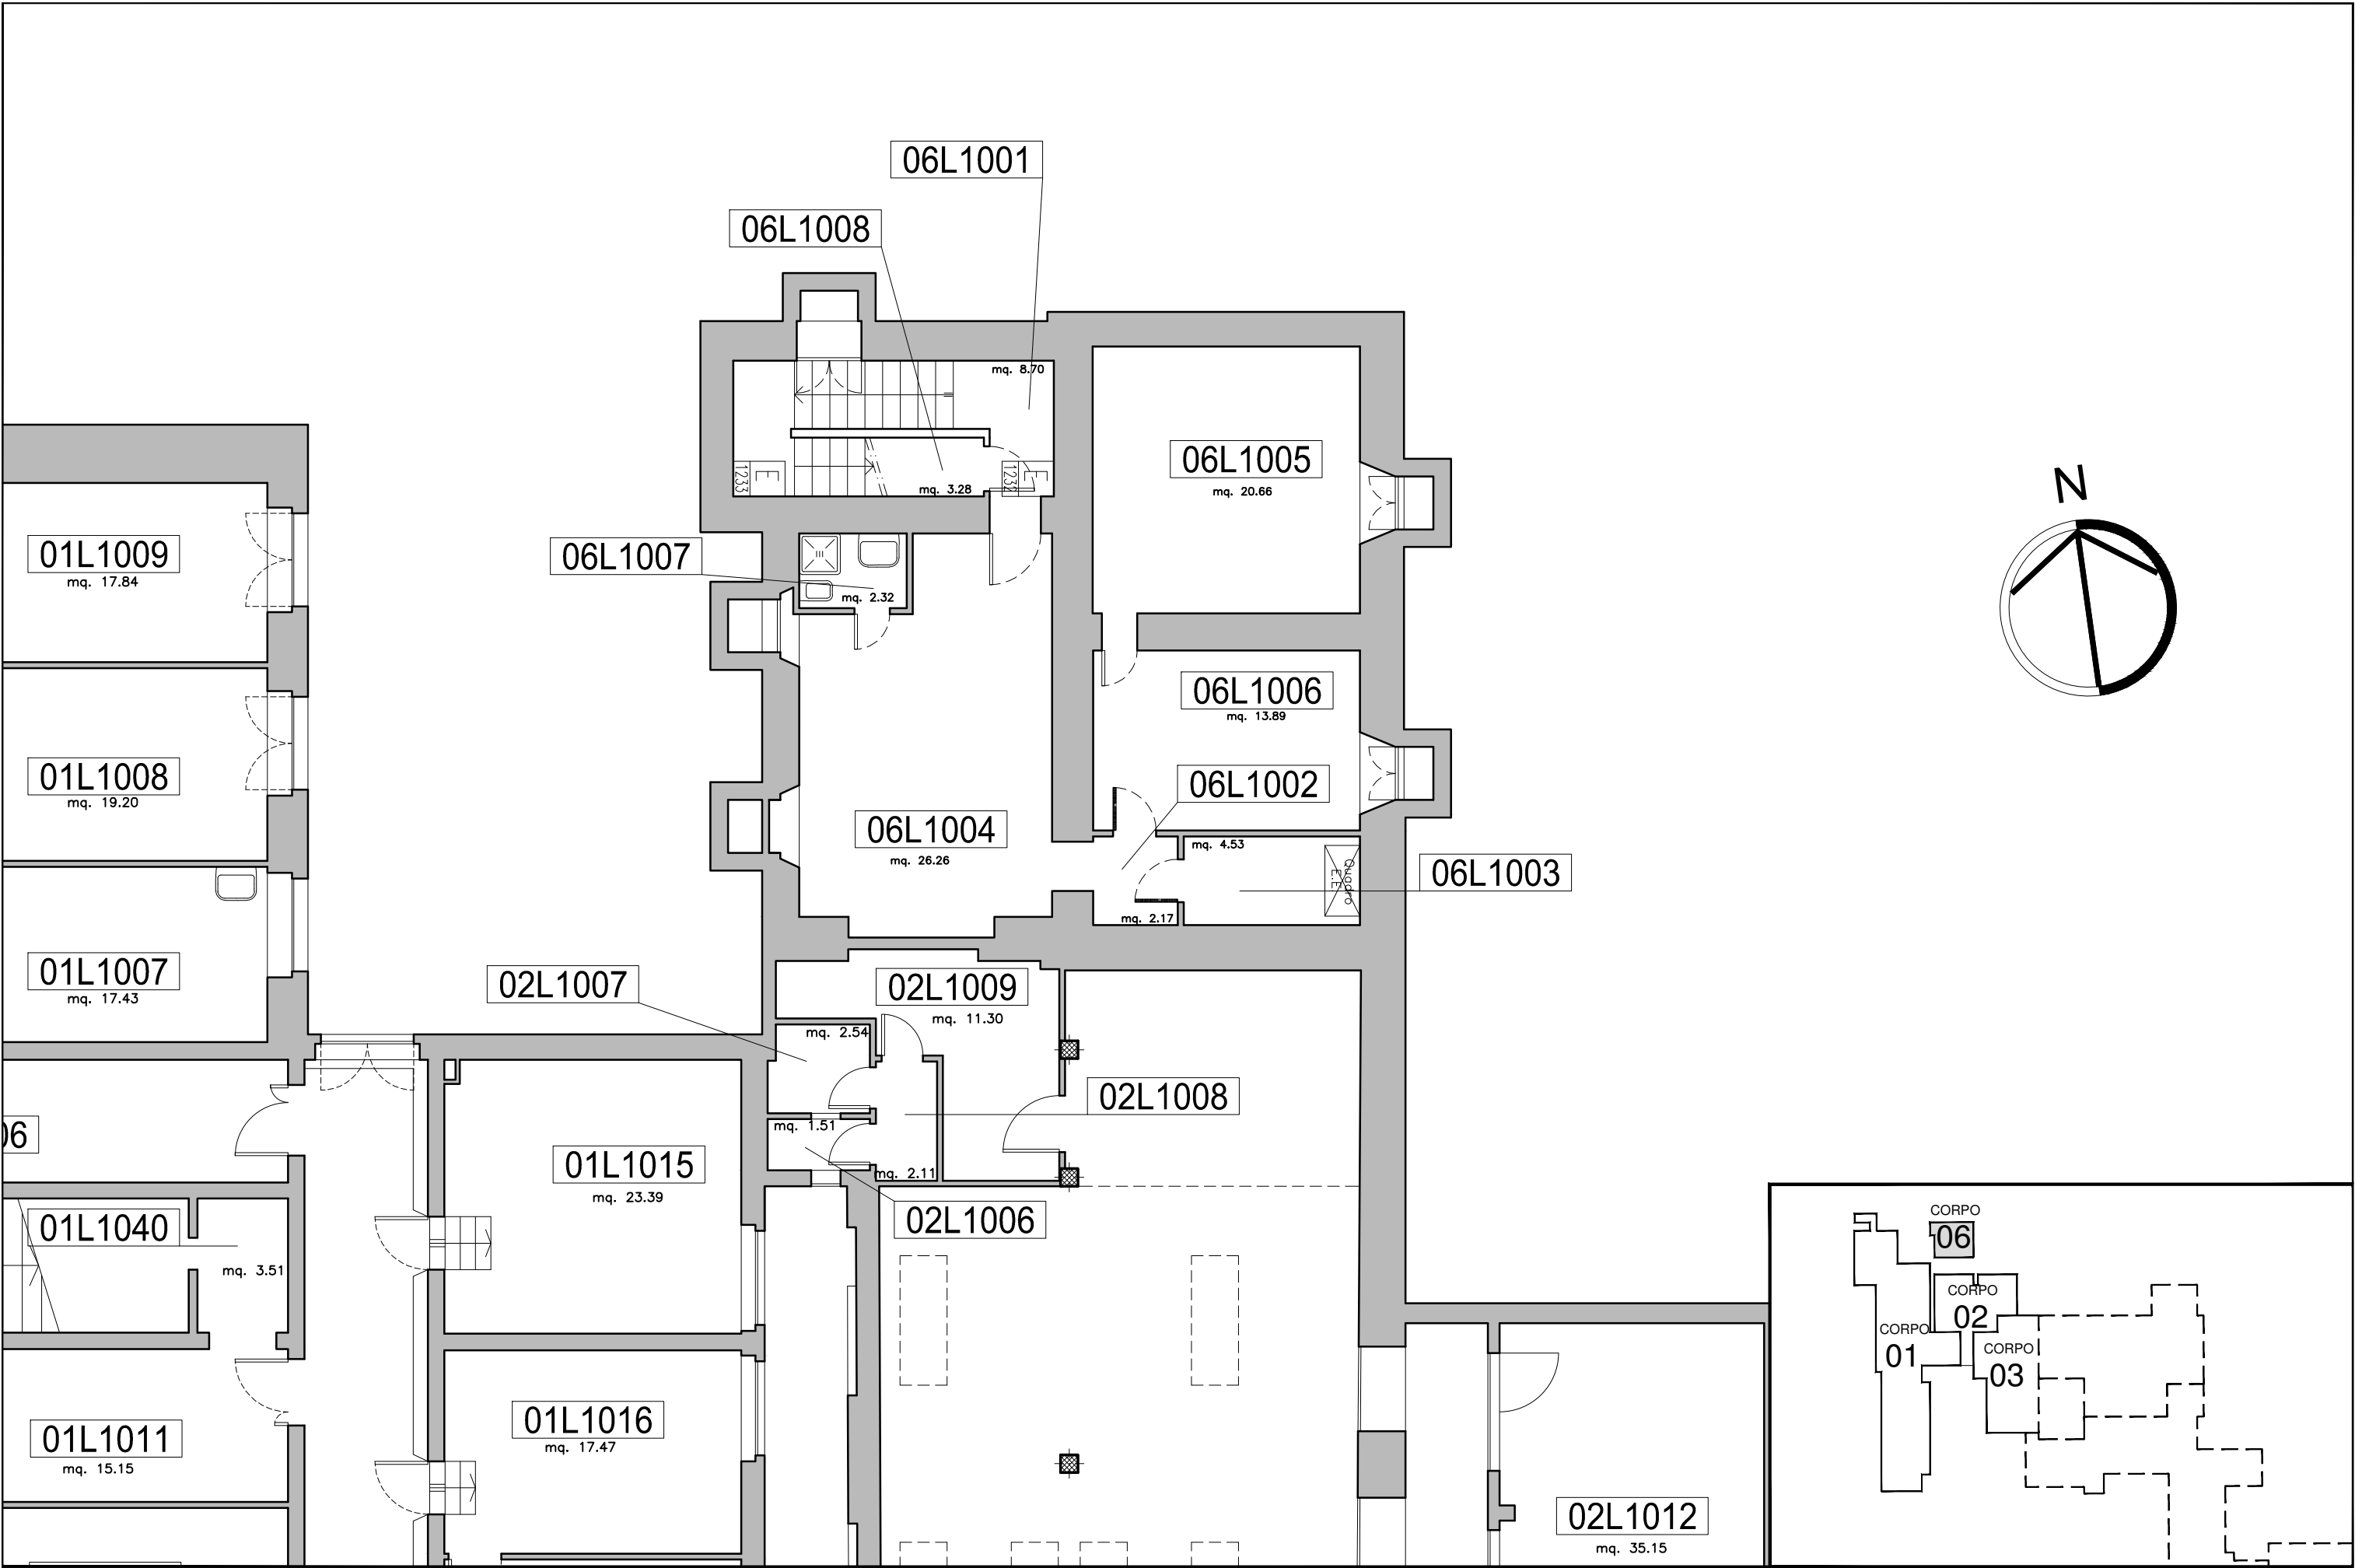 06L1001
06L1008
mq. 8.70
E
1233
E
1232
mq. 3.28
06L1005
mq. 20.66
N
01L1009
mq. 17.84
06L1007
mq. 2.32
06L1006
mq. 13.89
01L1008
mq. 19.20
06L1002
06L1004
mq. 26.26
mq. 4.53
Quadro
E.E.
06L1003
mq. 2.17
01L1007
mq. 17.43
02L1007
02L1009
mq. 11.30
mq. 2.54
02L1008
mq. 1.51
06
01L1015
mq. 23.39
mq. 2.11
02L1006
01L1040
mq. 3.51
01L1011
mq. 15.15
01L1016
mq. 17.47
02L1012
mq. 35.15
CORPO
06
CORPO
02
CORPO
01
CORPO
03